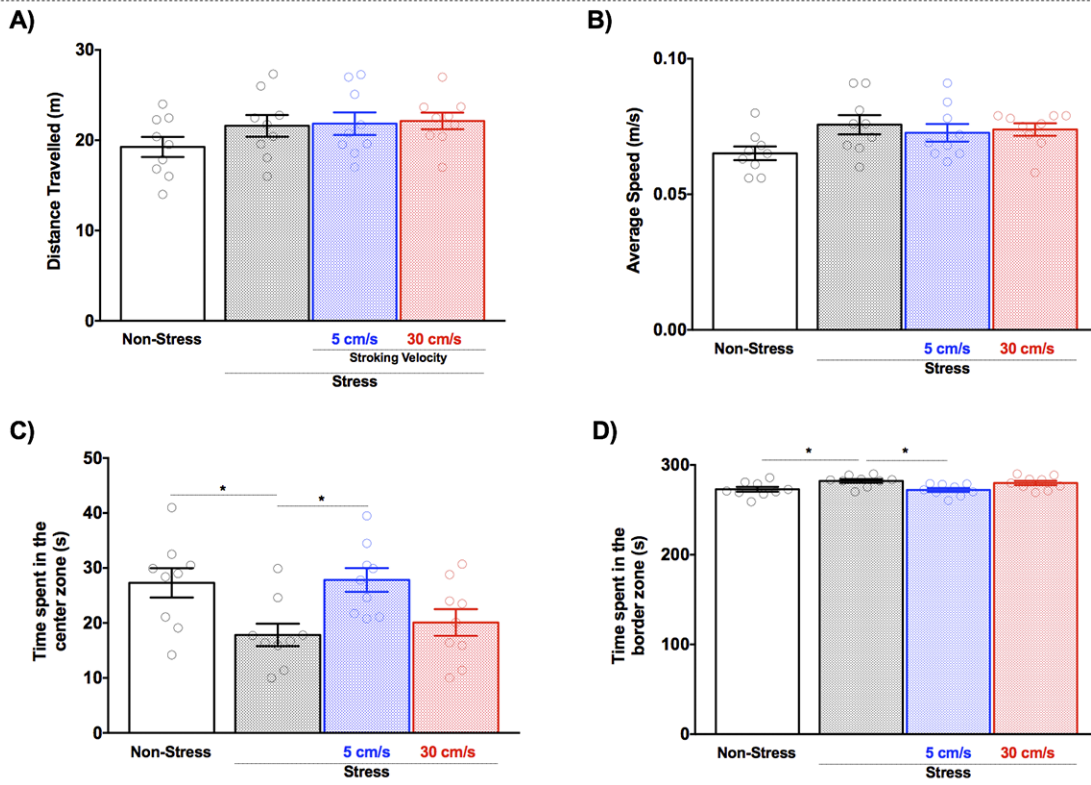 A)
30
20
10
0
Distance Travelled (m)
Non-Stress
5 cm/s
30 cm/s
Stroking Velocity
Stress
B)
0.10
0.05
0.00
Average Speed (m/s)
Non-Stress
5 cm/s
30 cm/s
Stress
C)
50
40
30
20
10
0
Time spent in the
center zone (s)
*
*
Non-Stress
5 cm/s
30 cm/s
Stress
D)
300
200
100
0
Time spent in the
border zone (s)
*
*
Non-Stress
5 cm/s
30 cm/s
Stress